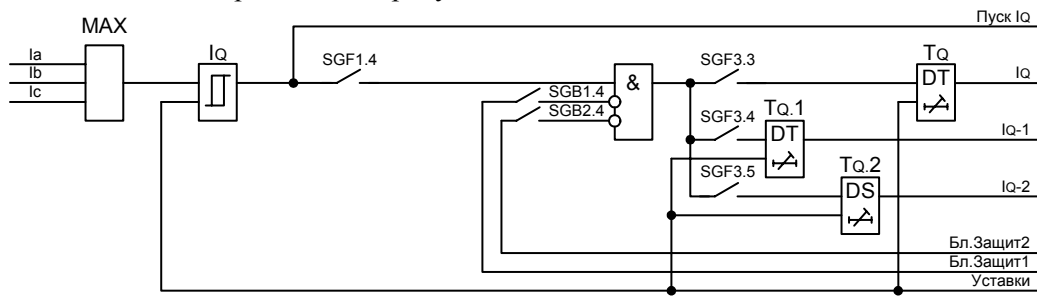 MAX
Ia
Ib
Ic
IQ
SGF1.4
SGB1.4
SGB2.4
&
SGF3.3
SGF3.4
SGF3.5
TQ.1
DT
TQ.2
DS
TQ
DT
Пуск IQ
IQ
IQ-1
IQ-2
Бл.Защит2
Бл.Защит1
Уставки